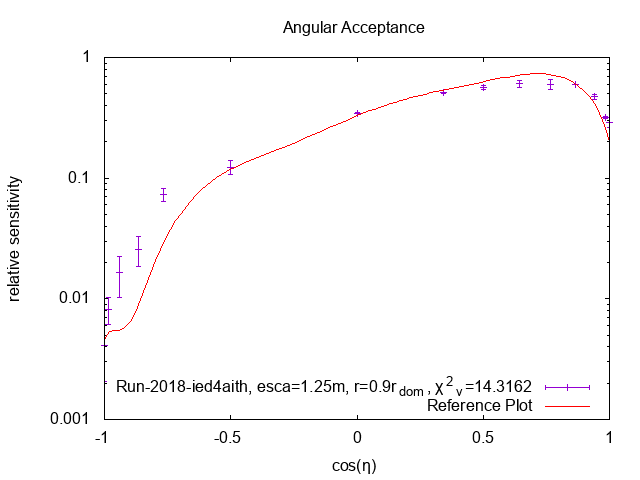 Angular Acceptance
relative sensitivity
1
0.1
0.01
0.001
Run-2018-ied4aith, esca=1.25m, r=0.9r_dom, χ²_ν=14.3162
Reference Plot
-1
-0.5
0
0.5
1
cos(η)